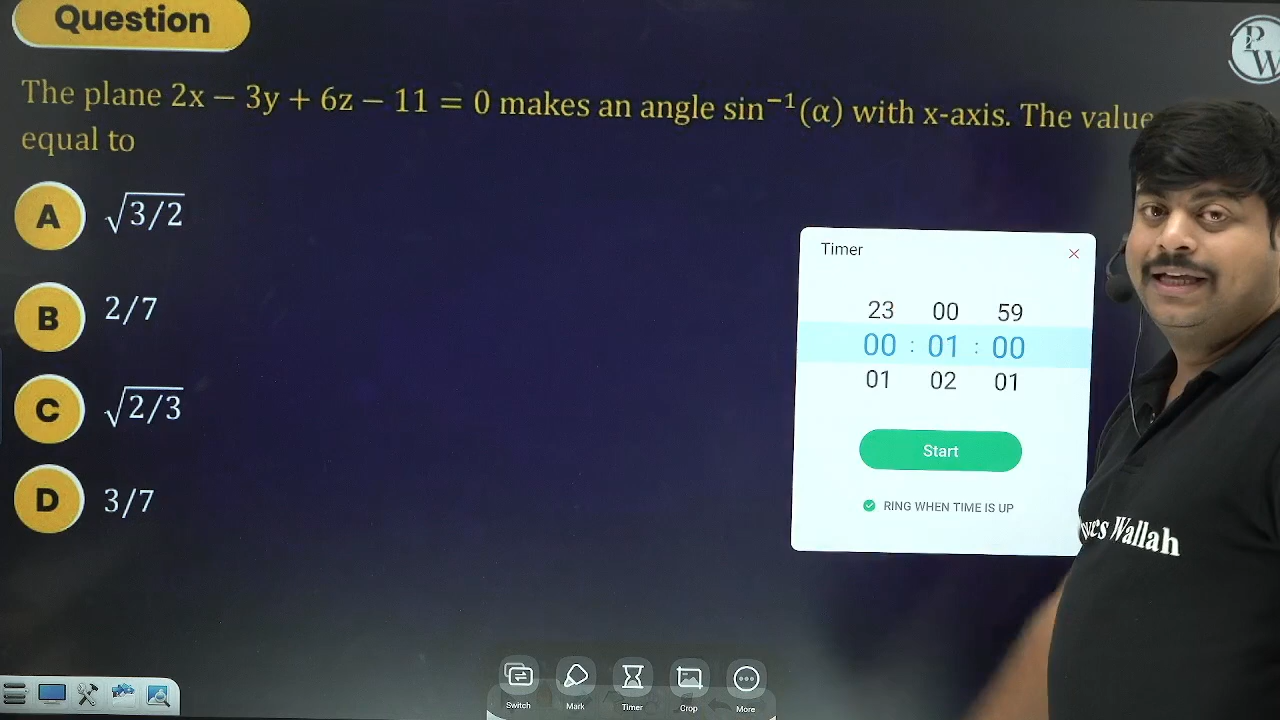 Question
The plane 2x − 3y + 6z − 11 = 0 makes an angle sin⁻¹(α) with x-axis. The value
equal to
A √3/2
B 2/7
C √2/3
D 3/7
Timer
23 00 59
00 : 01 : 00
01 02 01
Start
RING WHEN TIME IS UP
Wallah
PW
Switch Mark Timer Crop More